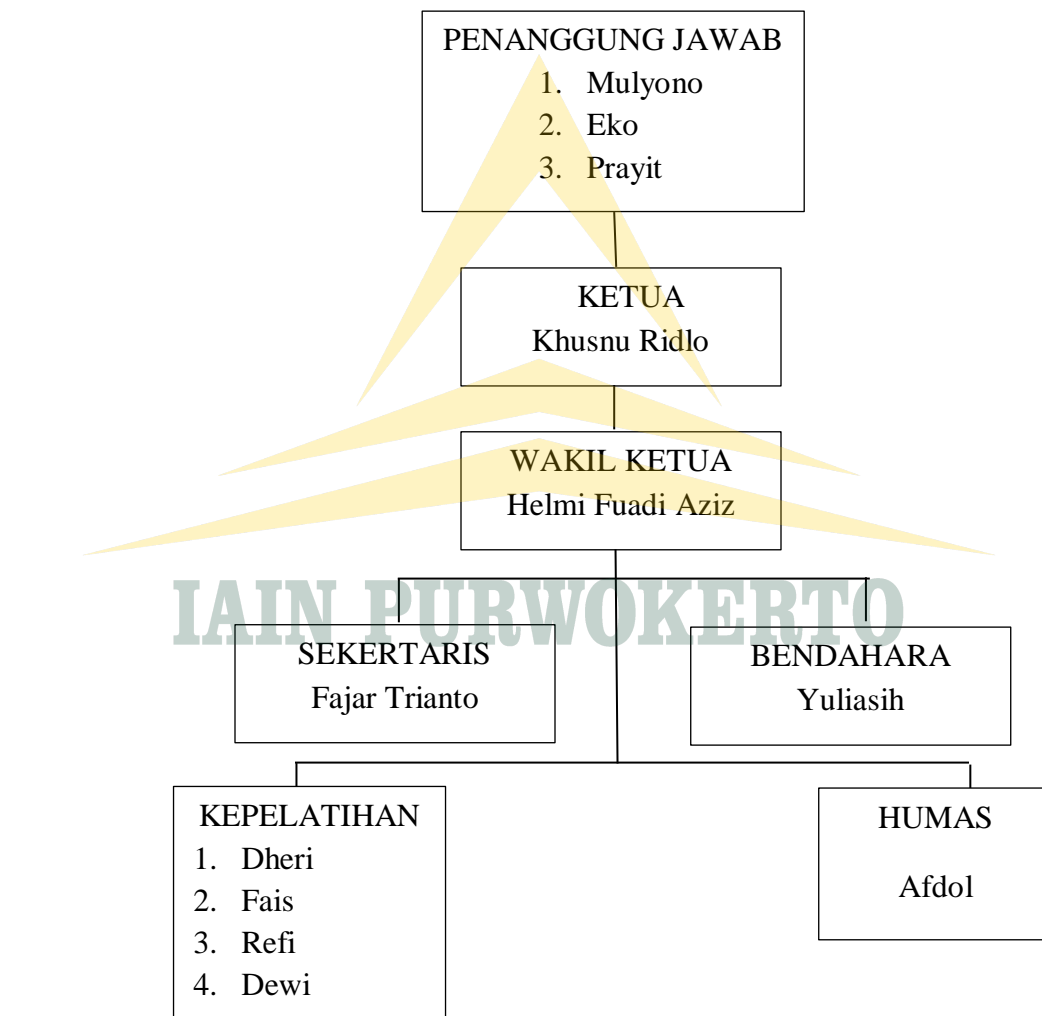 PENANGGUNG JAWAB
1. Mulyono
2. Eko
3. Prayit
KETUA
Khusnu Ridlo
WAKIL KETUA
Helmi Fuadi Aziz
IAIN PURWOKERTO
SEKERTARIS
Fajar Trianto
BENDAHARA
Yuliasih
KEPELATIHAN
1. Dheri
2. Fais
3. Refi
4. Dewi
HUMAS
Afdol